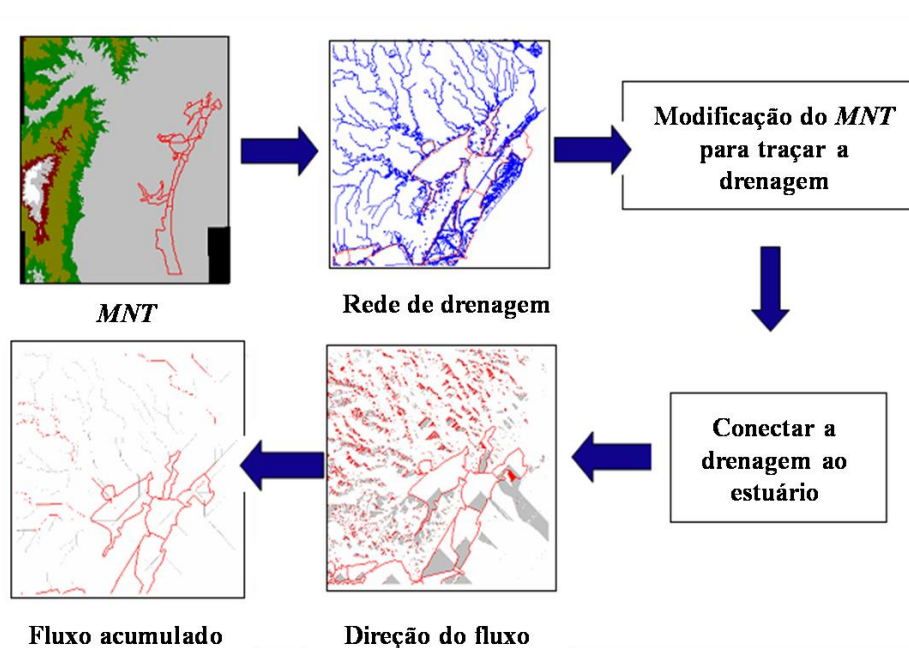 MNT
Rede de drenagem
Modificação do MNT
para traçar a
drenagem
Conectar a
drenagem ao
estuário
Direção do fluxo
Fluxo acumulado